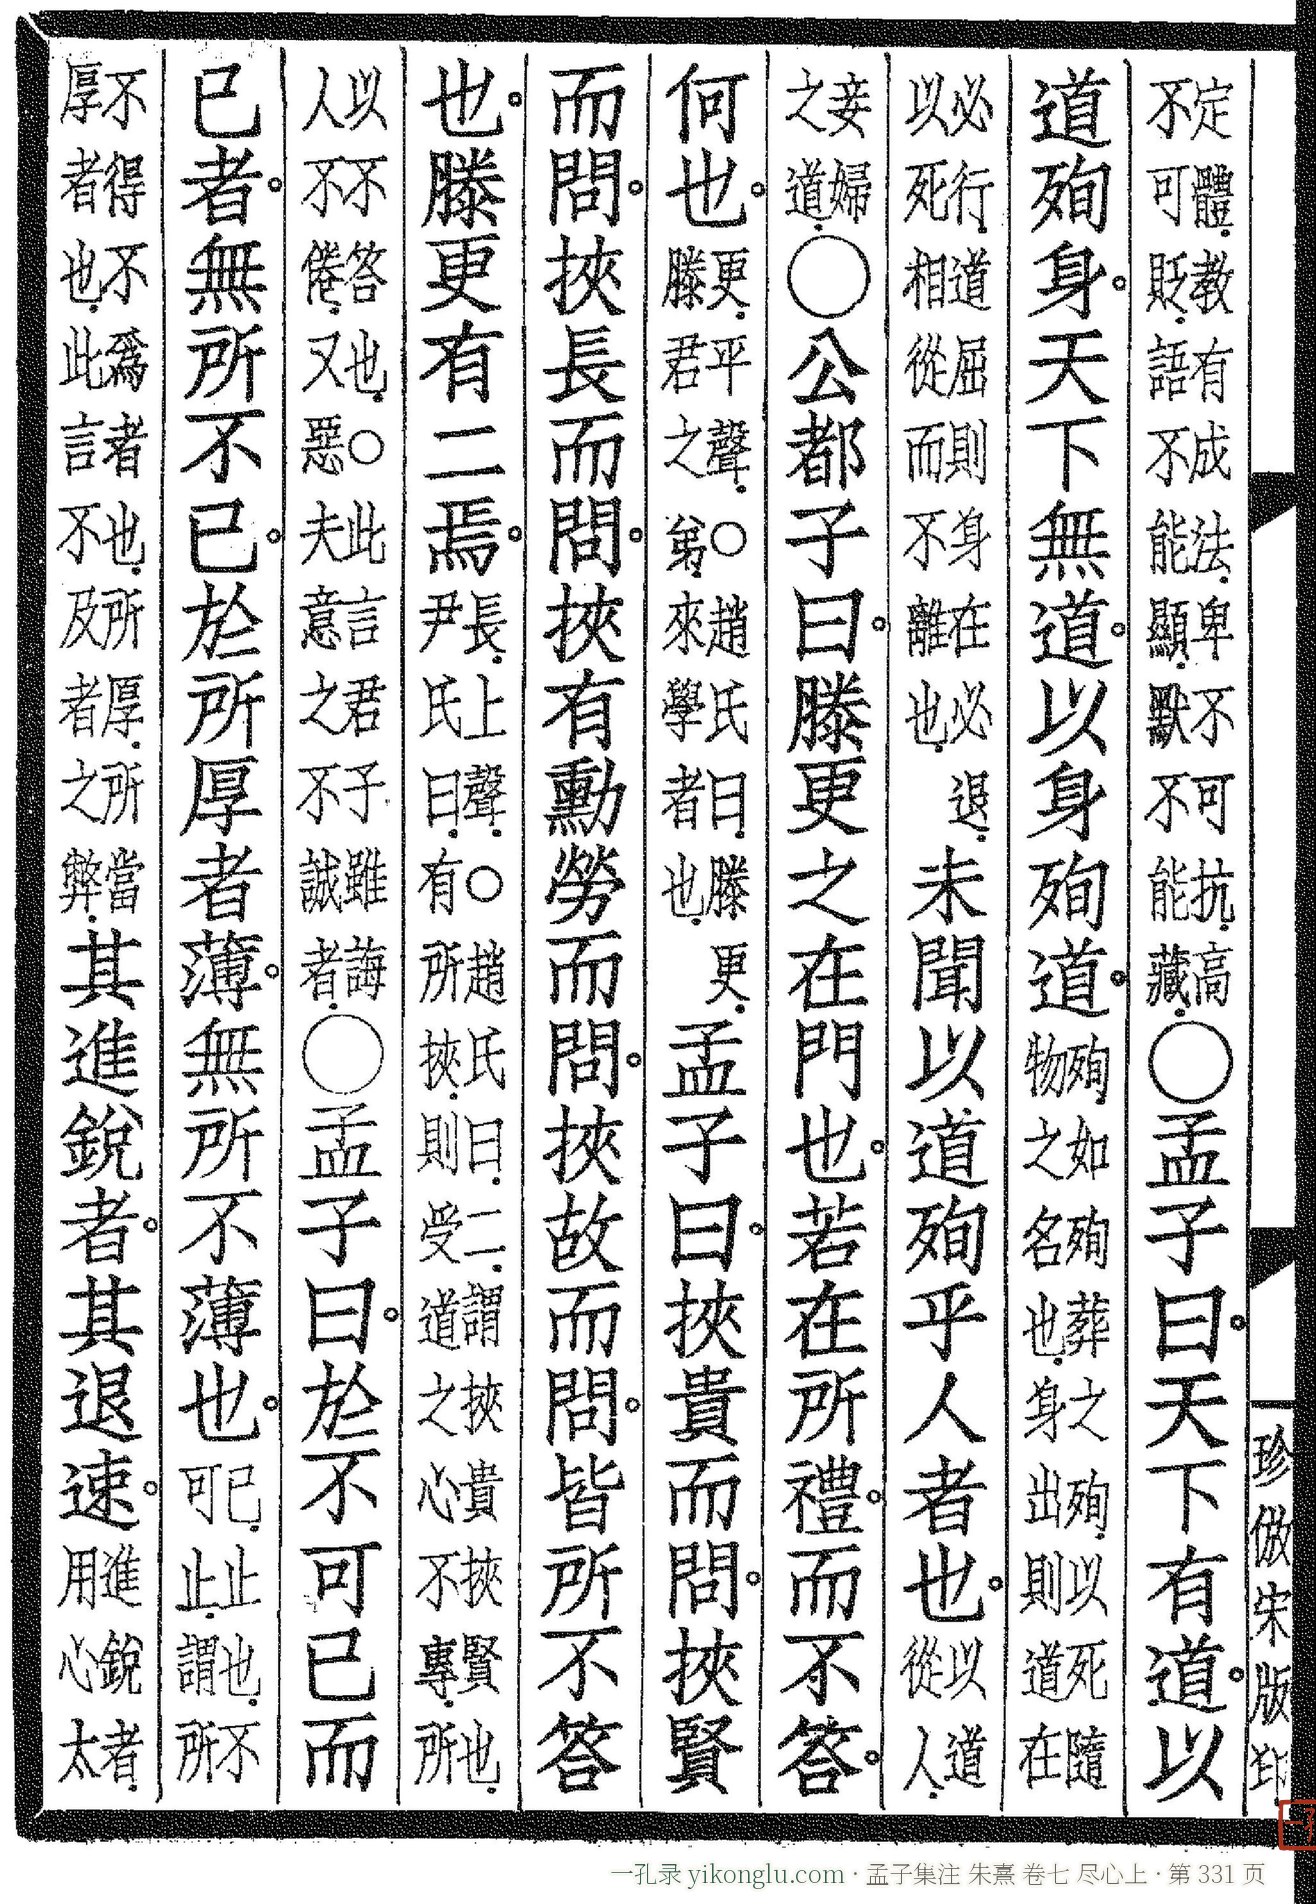 珍倣宋版印
定體教有成法卑不可抗高不可貶語不能顯默不能藏○孟子曰天下有道以
道殉身天下無道以身殉道殉如殉葬之殉以死隨物之名也身出則道在
必行道屈則身在必退以死相從而不離也未聞以道殉乎人者也以道從人
妾婦之道○公都子曰滕更之在門也若在所禮而不答
何也更平聲○趙氏曰滕更滕君之弟來學者也孟子曰挾貴而問挾賢
而問挾長而問挾有勳勞而問挾故而問皆所不答
也滕更有二焉長上聲○趙氏曰二謂挾貴挾賢也尹氏曰有所挾則受道之心不專所
以不答也○此言君子雖誨人不倦又惡夫意之不誠者○孟子曰於不可已而
已者無所不已於所厚者薄無所不薄也已止也不可止謂所
不得不爲者也所厚所當厚者也此言不及者之弊其進銳者其退速進銳者用心太
一孔录 yikonglu.com · 孟子集注 朱熹 卷七 尽心上 · 第 331 页